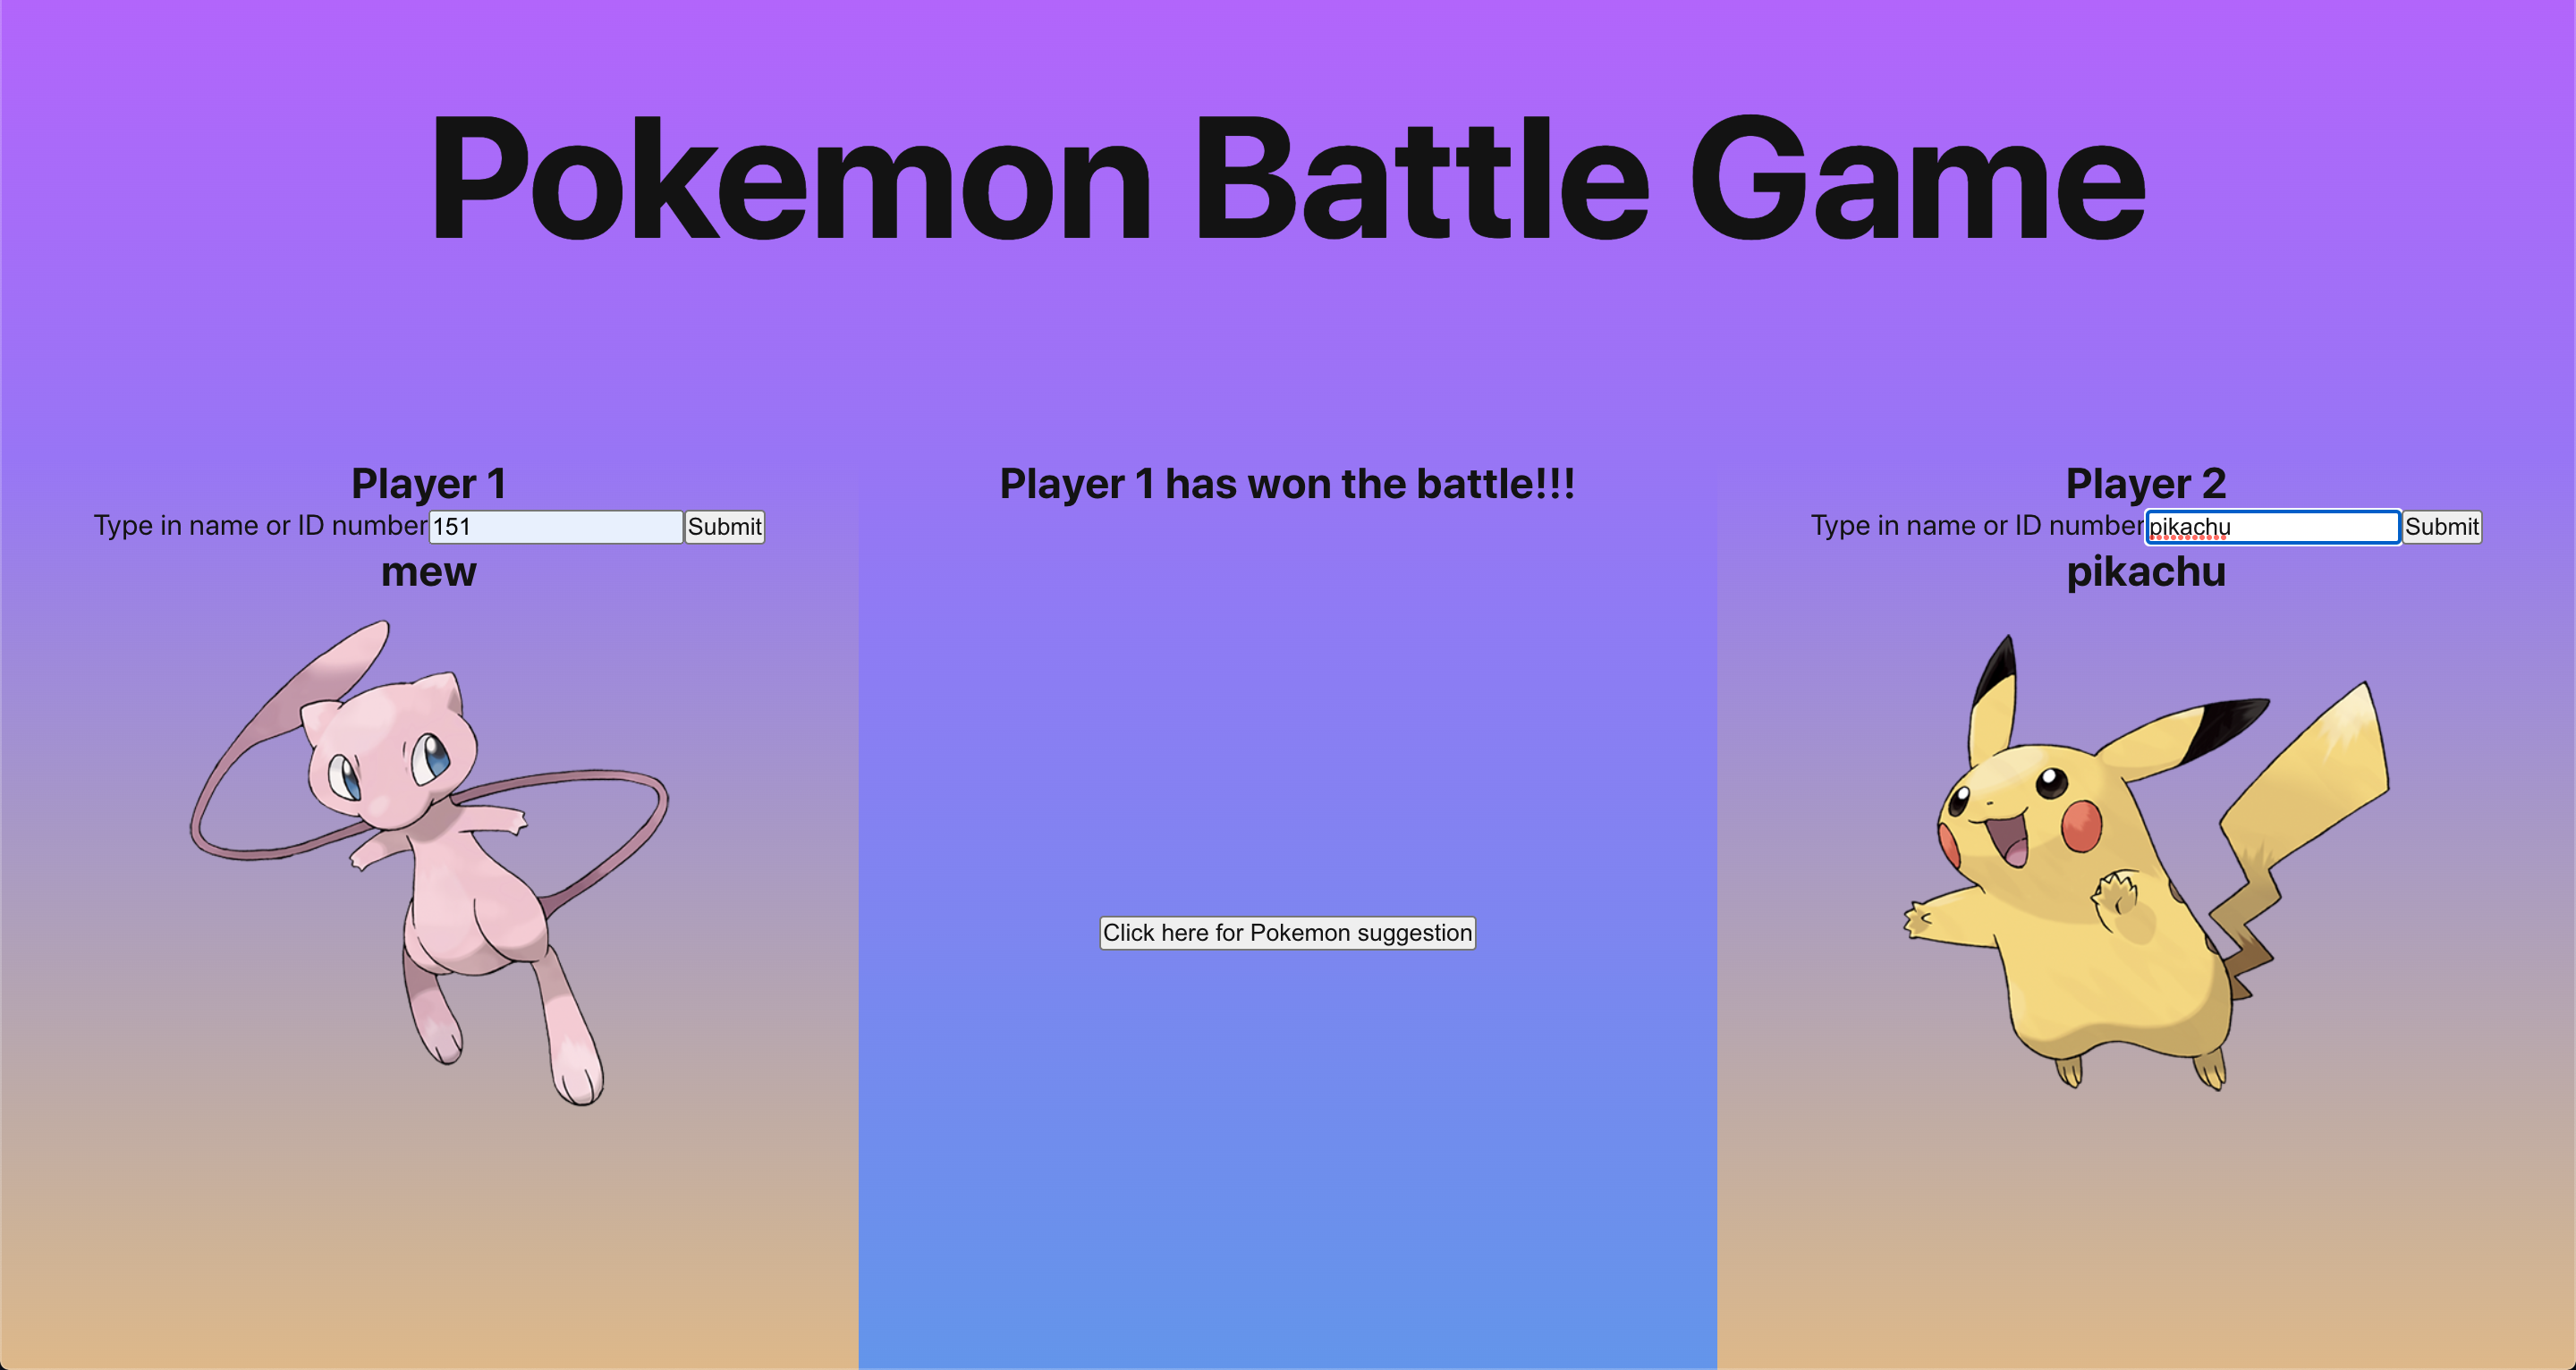 Pokemon Battle Game
Player 1
Type in name or ID number 151 Submit
mew
Player 1 has won the battle!!!
Click here for Pokemon suggestion
Player 2
Type in name or ID number pikachu Submit
pikachu